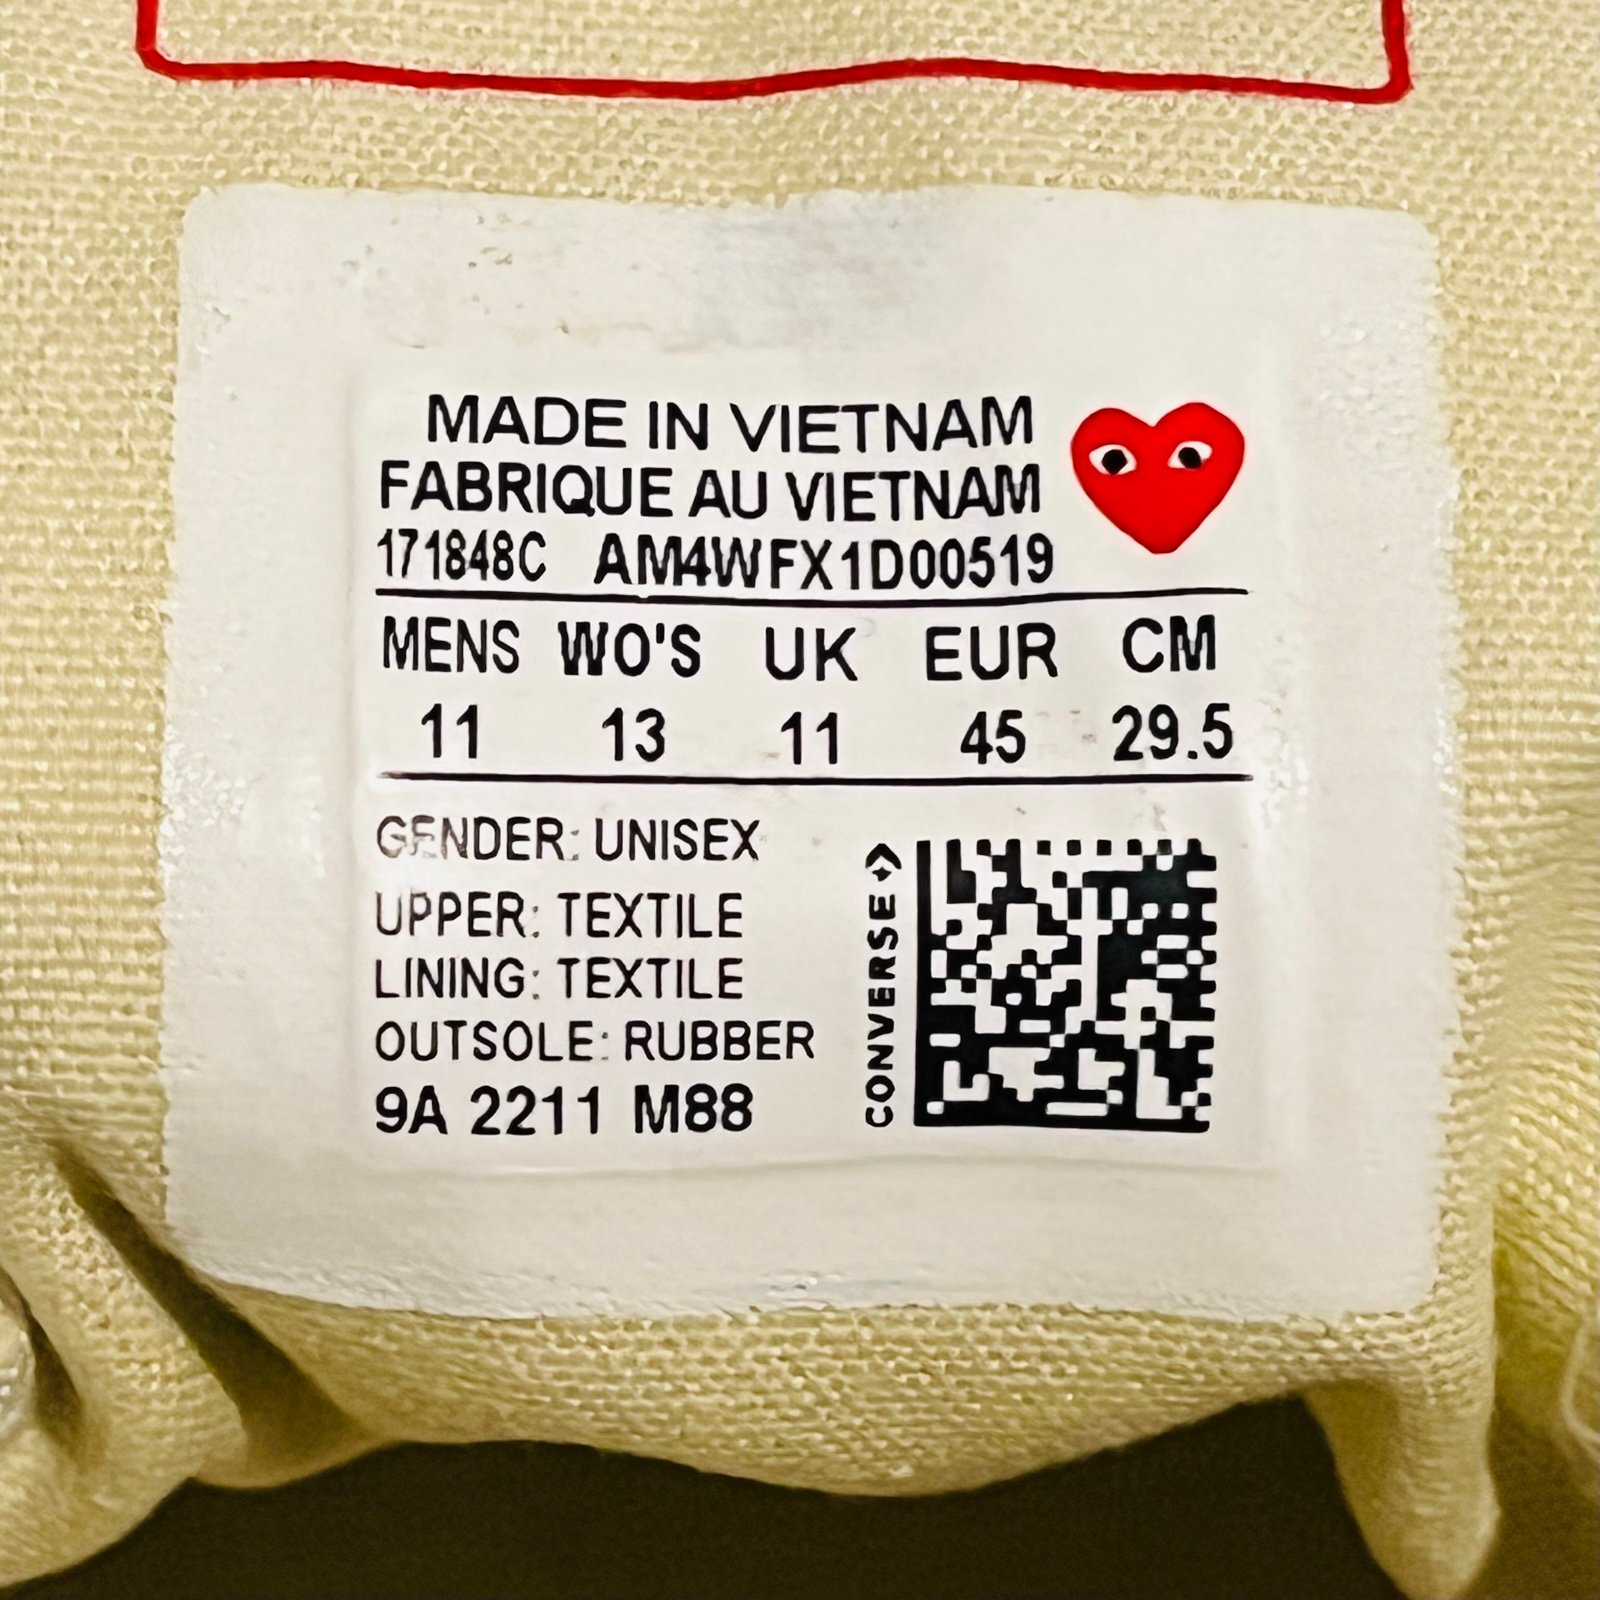 MADE IN VIETNAM
FABRIQUE AU VIETNAM
171848C AM4WFX1D00519
MENS WO'S UK EUR CM
11 13 11 45 29.5
GENDER: UNISEX
UPPER: TEXTILE
LINING: TEXTILE
OUTSOLE: RUBBER
9A 2211 M88
CONVERSE